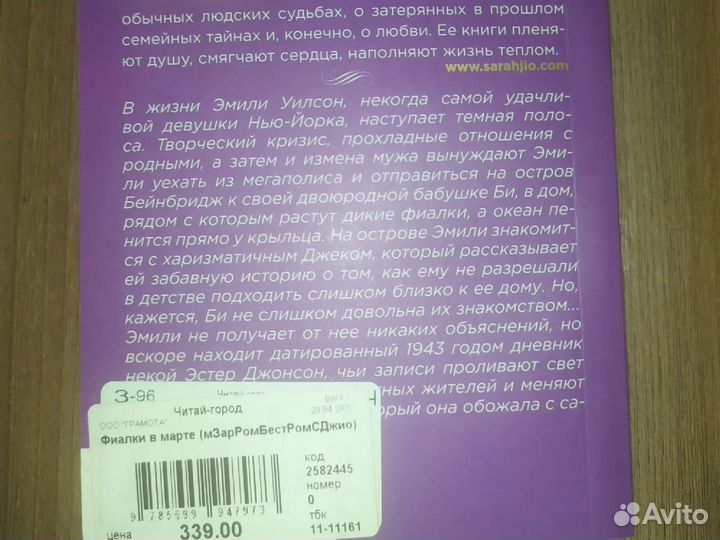 обычных людских судьбах, о затерянных в прошлом
семейных тайнах и, конечно, о любви. Ее книги пленя-
ют душу, смягчают сердца, наполняют жизнь теплом.
www.sarahjio.com
В жизни Эмили Уилсон, некогда самой удачли-
вой девушки Нью-Йорка, наступает темная поло-
са. Творческий кризис, прохладные отношения с
родными, а затем и измена мужа вынуждают Эми-
ли уехать из мегаполиса и отправиться на остров
Бейнбридж к своей двоюродной бабушке Би, в дом,
рядом с которым растут дикие фиалки, а океан пе-
нится прямо у крыльца. На острове Эмили знакомит-
ся с харизматичным Джеком, который рассказывает
ей забавную историю о том, как ему не разрешали
в детстве подходить слишком близко к ее дому. Но,
кажется, Би не слишком довольна их знакомством...
Эмили не получает от нее никаких объяснений, но
вскоре находит датированный 1943 годом дневник
некой Эстер Джонсон, чьи записи проливают свет
тных жителей и меняют
орый она обожала с са-
З-96
Читай-город
ООО "ГРАМОТА"
20.04.2022
Фиалки в марте (мЗарРомБестРомСДжио)
код
2582445
номер
0
тбк
11-11161
9 785699 947973
цена
339.00
Avito